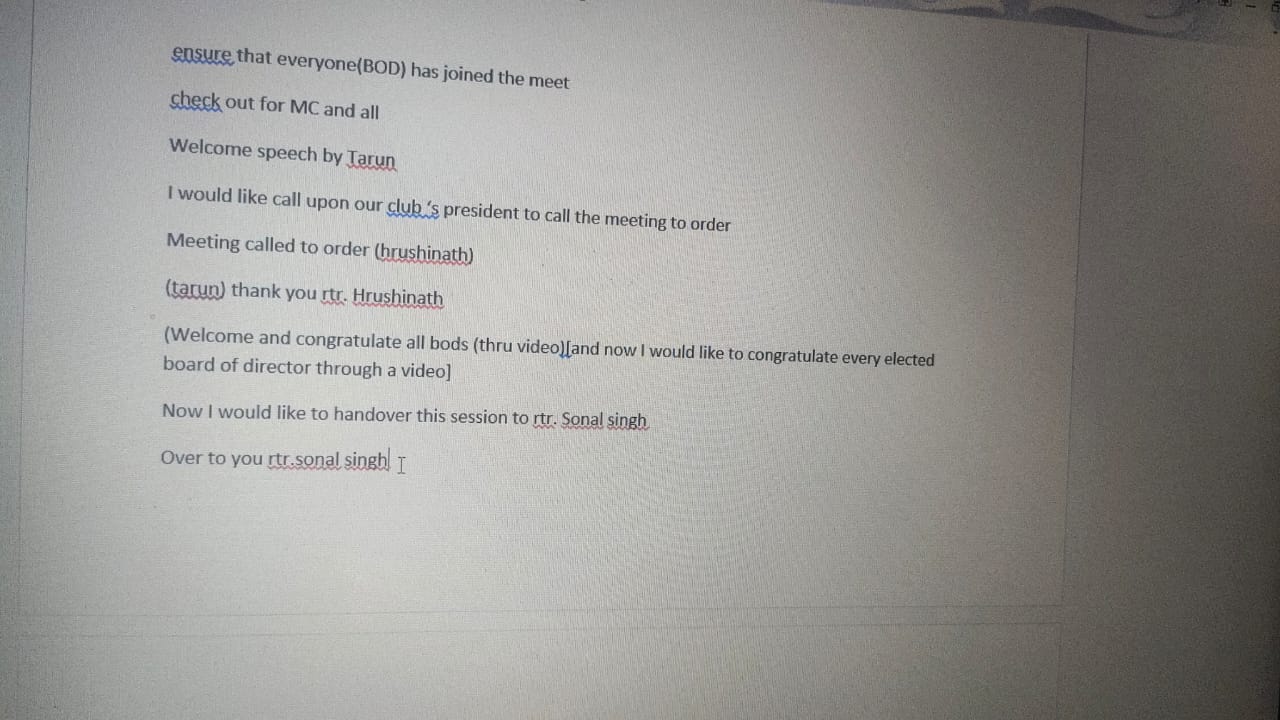 ensure that everyone(BOD) has joined the meet
check out for MC and all
Welcome speech by Tarun
I would like call upon our club 's president to call the meeting to order
Meeting called to order (hrushinath)
(tarun) thank you rtr. Hrushinath
(Welcome and congratulate all bods (thru video)[and now I would like to congratulate every elected
board of director through a video]
Now I would like to handover this session to rtr. Sonal singh
Over to you rtr.sonal singh